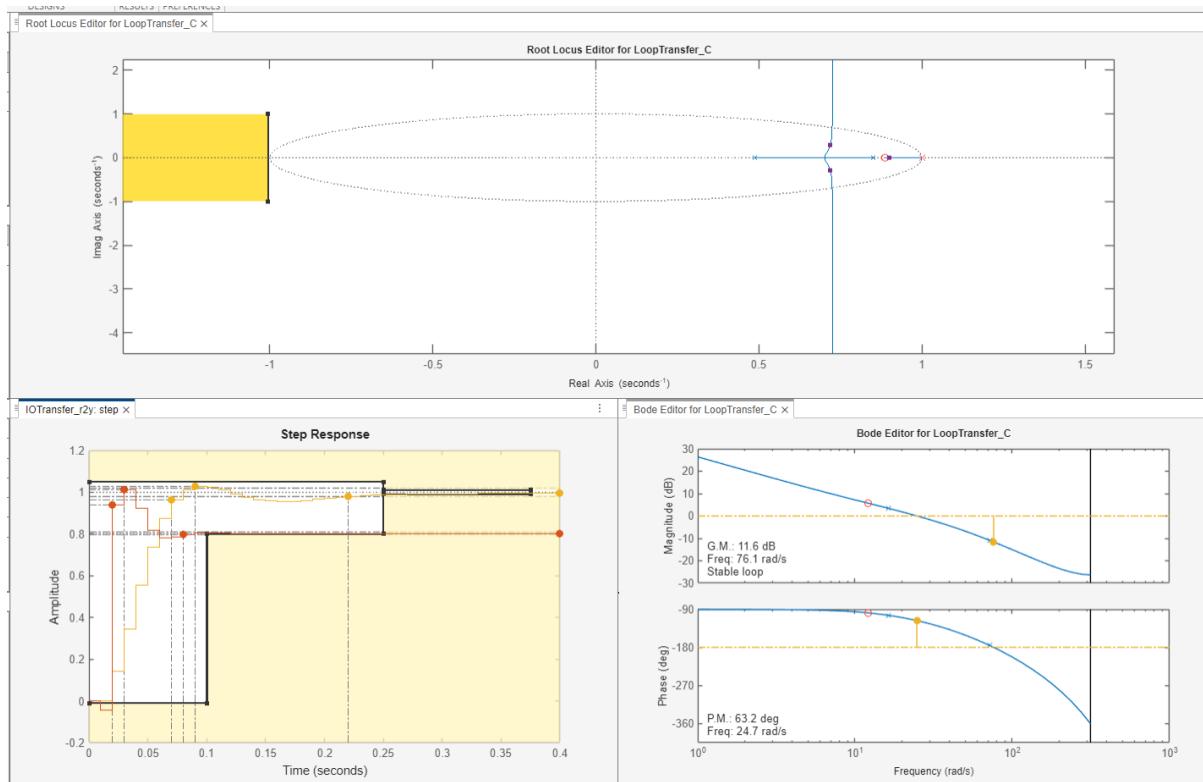 DESIGNS RESULTS PREFERENCES
Root Locus Editor for LoopTransfer_C ×
Root Locus Editor for LoopTransfer_C
2
1
0
-1
-2
-3
-4
Imag Axis (seconds⁻¹)
-1 -0.5 0 0.5 1 1.5
Real Axis (seconds⁻¹)
IOTransfer_r2y: step ×
Step Response
1.2
1
0.8
0.6
0.4
0.2
0
-0.2
Amplitude
0 0.05 0.1 0.15 0.2 0.25 0.3 0.35 0.4
Time (seconds)
Bode Editor for LoopTransfer_C ×
Bode Editor for LoopTransfer_C
30
20
10
0
-10
-20
-30
Magnitude (dB)
G.M.: 11.6 dB
Freq: 76.1 rad/s
Stable loop
-90
-180
-270
-360
Phase (deg)
P.M.: 63.2 deg
Freq: 24.7 rad/s
10⁰ 10¹ 10² 10³
Frequency (rad/s)